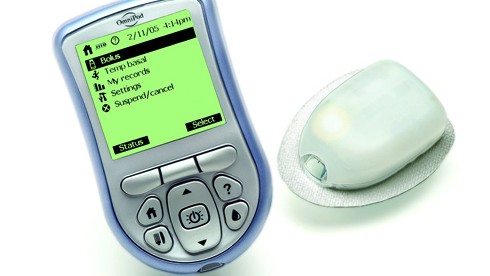 OmniPod
2/11/05 4:14pm
Bolus
Temp basal
My records
Settings
Suspend/cancel
Status
Select
?